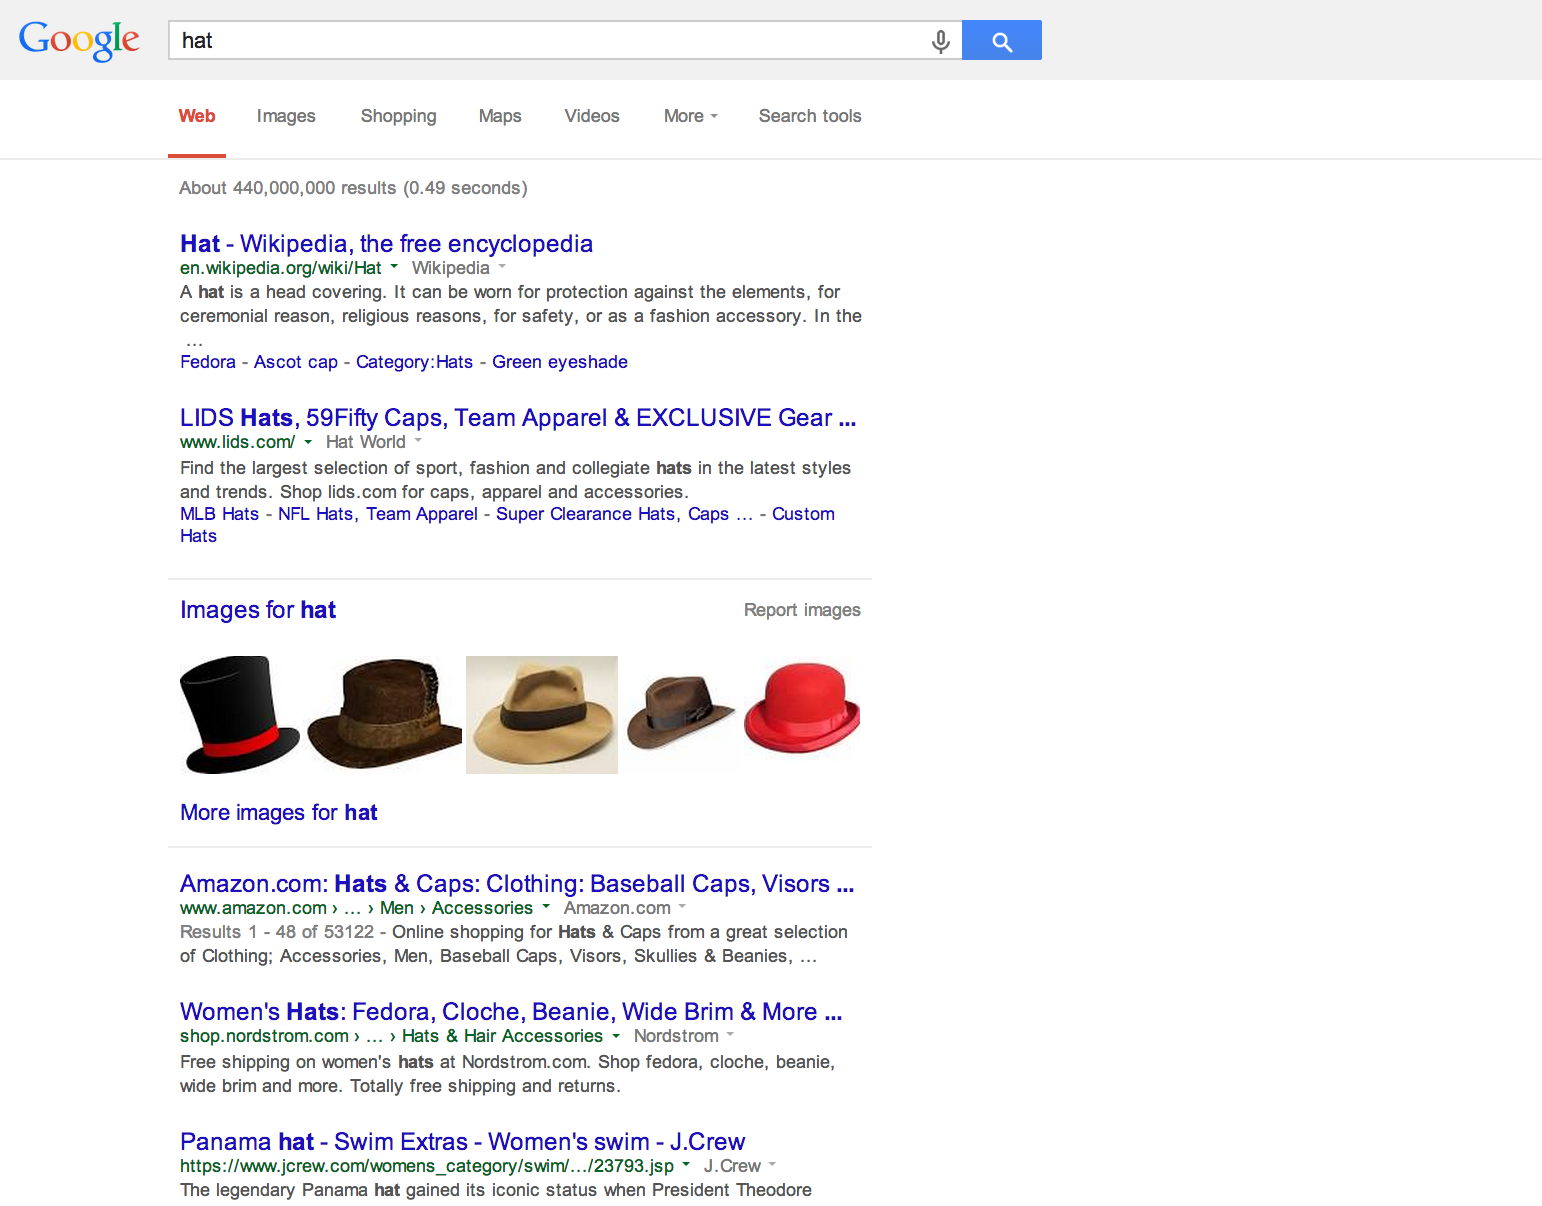 Google
hat
Web Images Shopping Maps Videos More Search tools
About 440,000,000 results (0.49 seconds)
Hat - Wikipedia, the free encyclopedia
en.wikipedia.org/wiki/Hat Wikipedia
A hat is a head covering. It can be worn for protection against the elements, for
ceremonial reason, religious reasons, for safety, or as a fashion accessory. In the
...
Fedora - Ascot cap - Category:Hats - Green eyeshade
LIDS Hats, 59Fifty Caps, Team Apparel & EXCLUSIVE Gear ...
www.lids.com/ Hat World
Find the largest selection of sport, fashion and collegiate hats in the latest styles
and trends. Shop lids.com for caps, apparel and accessories.
MLB Hats - NFL Hats, Team Apparel - Super Clearance Hats, Caps ... - Custom
Hats
Images for hat Report images
More images for hat
Amazon.com: Hats & Caps: Clothing: Baseball Caps, Visors ...
www.amazon.com › ... › Men › Accessories Amazon.com
Results 1 - 48 of 53122 - Online shopping for Hats & Caps from a great selection
of Clothing; Accessories, Men, Baseball Caps, Visors, Skullies & Beanies, ...
Women's Hats: Fedora, Cloche, Beanie, Wide Brim & More ...
shop.nordstrom.com › ... › Hats & Hair Accessories Nordstrom
Free shipping on women's hats at Nordstrom.com. Shop fedora, cloche, beanie,
wide brim and more. Totally free shipping and returns.
Panama hat - Swim Extras - Women's swim - J.Crew
https://www.jcrew.com/womens_category/swim/.../23793.jsp J.Crew
The legendary Panama hat gained its iconic status when President Theodore